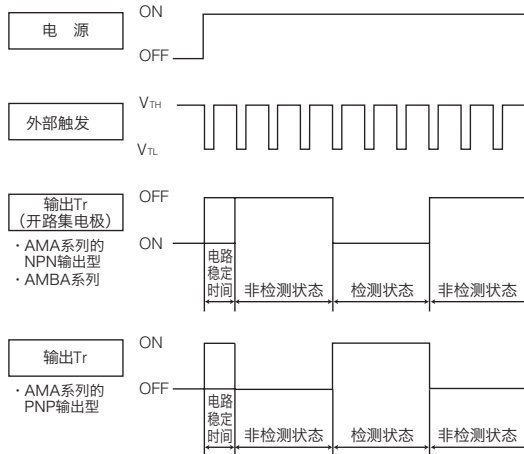 电 源
ON
OFF
外部触发
VTH
VTL
输出Tr
（开路集电极）
・AMA系列的
NPN输出型
・AMBA系列
OFF
ON
电路
稳定
时间
非检测状态
检测状态
非检测状态
输出Tr
・AMA系列的
PNP输出型
ON
OFF
电路
稳定
时间
非检测状态
检测状态
非检测状态